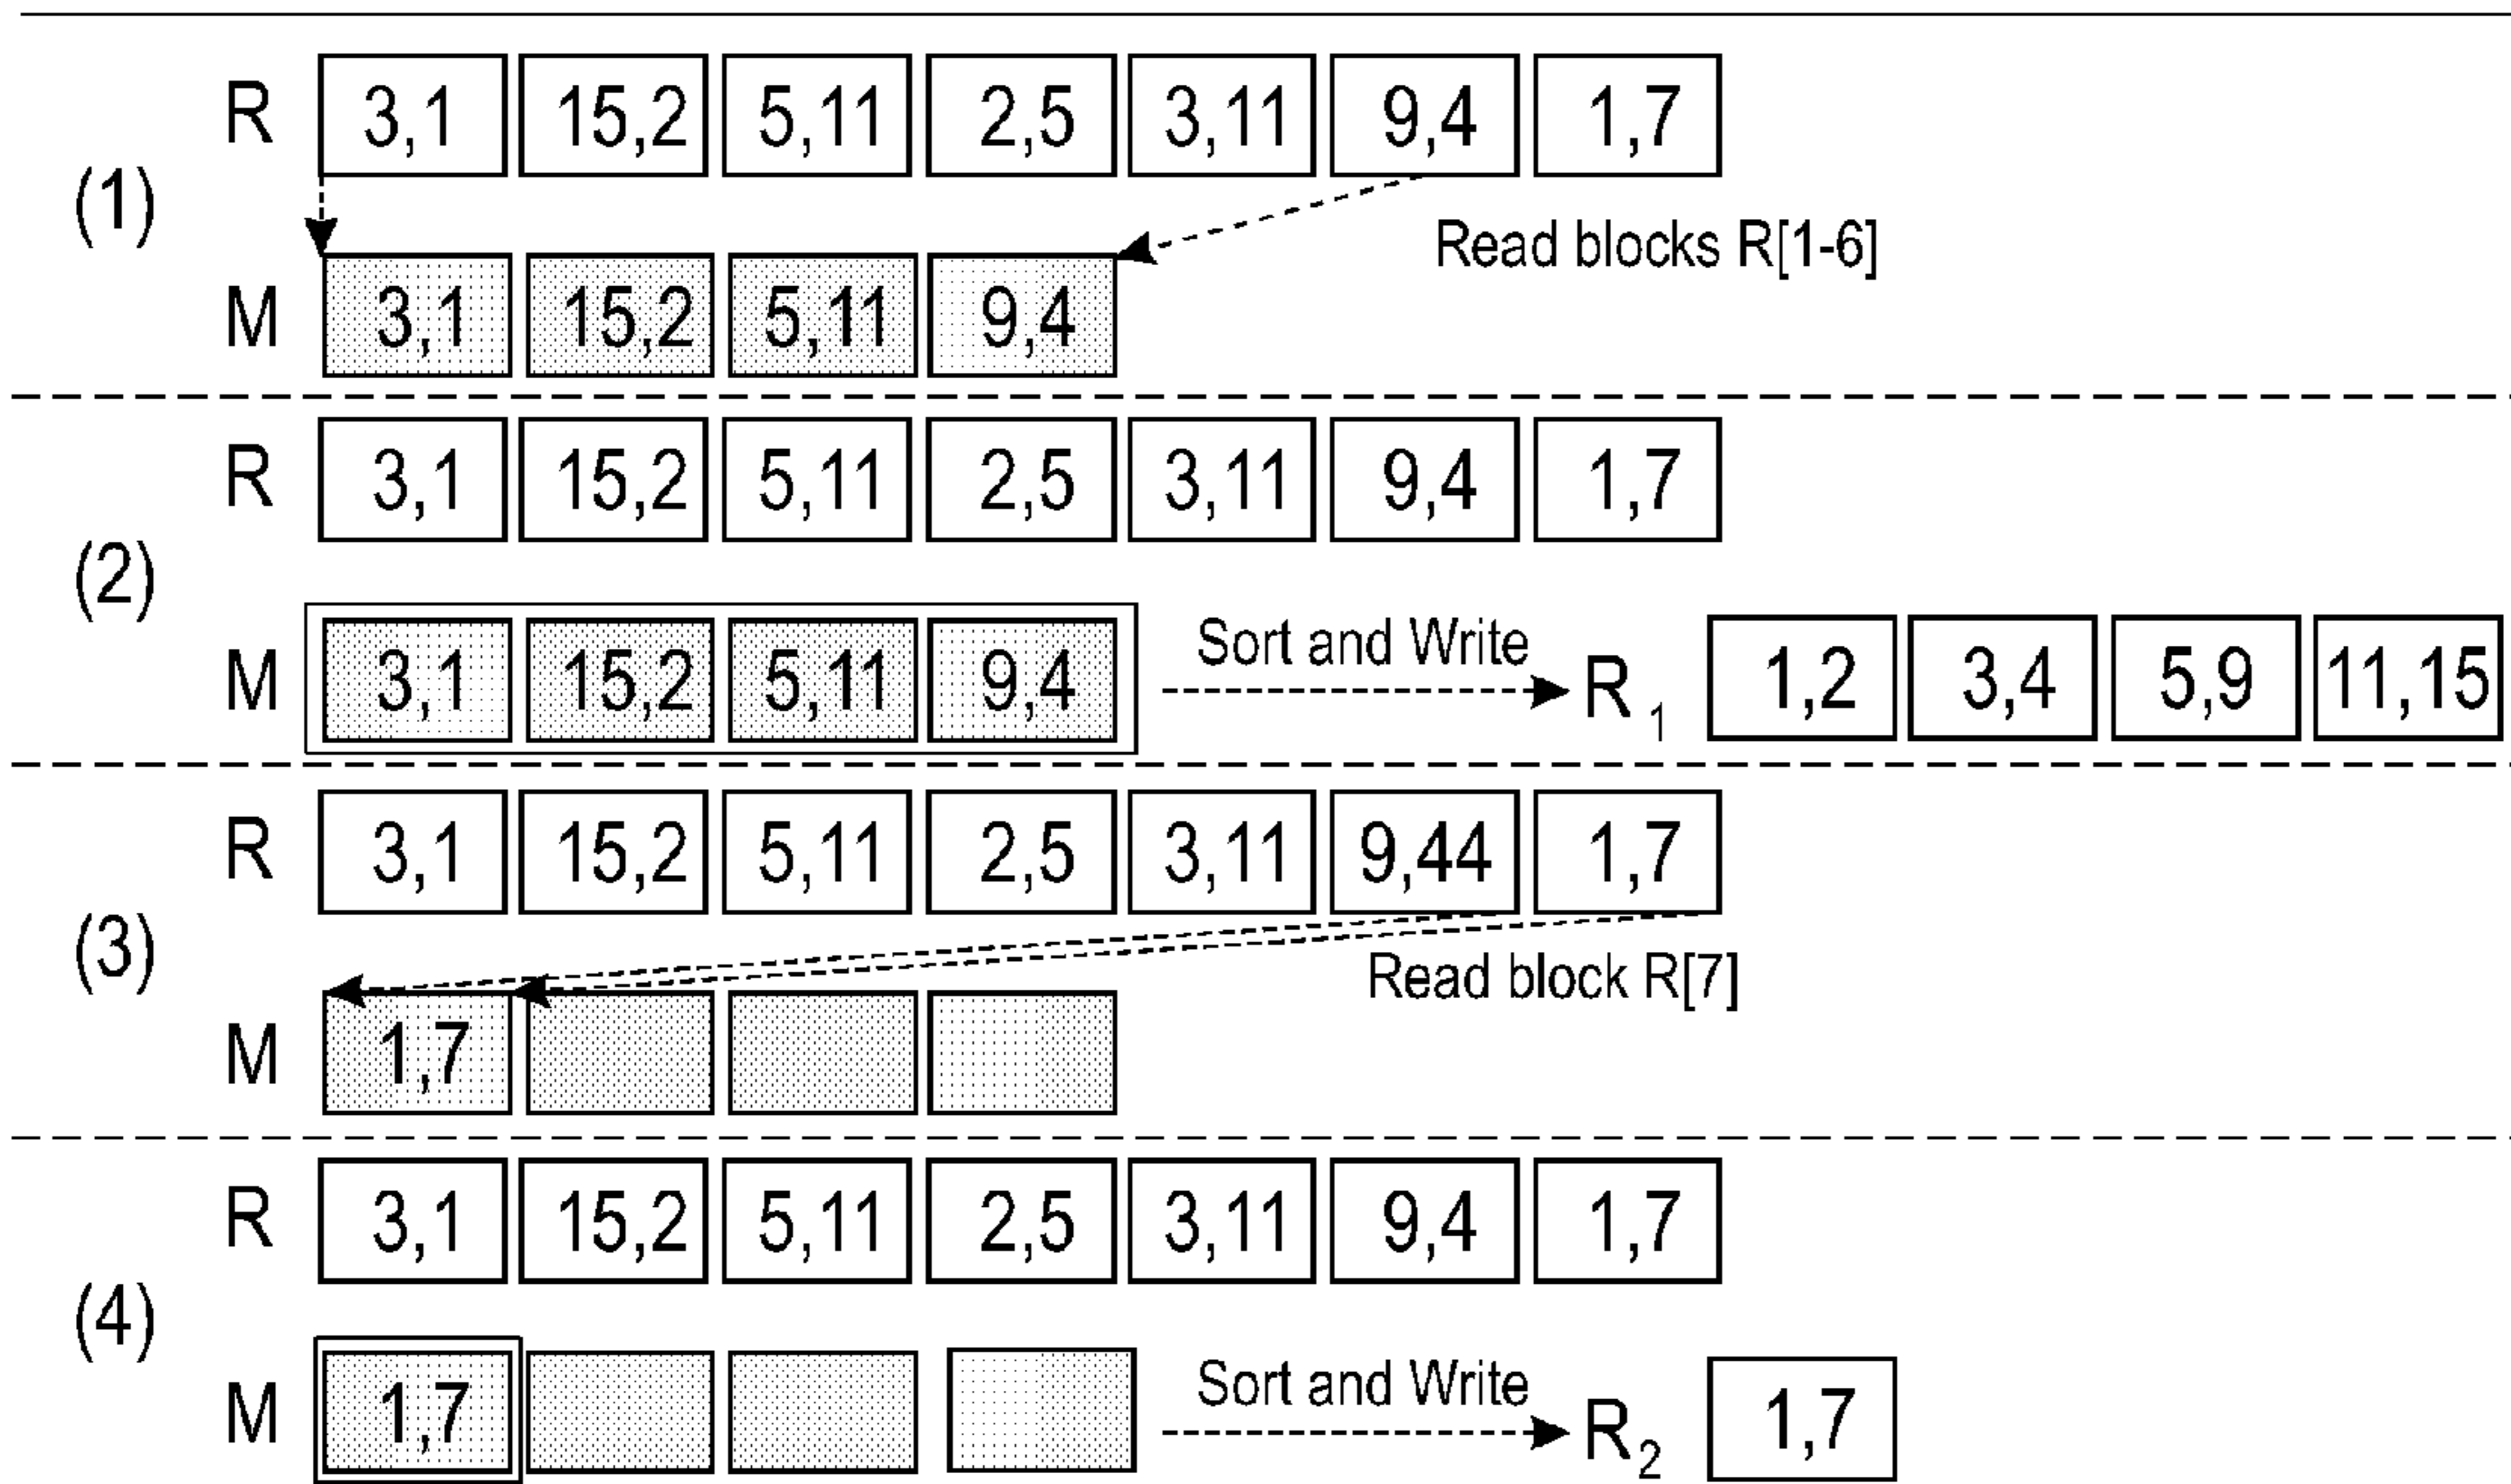 R 3,1 15,2 5,11 2,5 3,11 9,4 1,7
(1)
Read blocks R[1-6]
M 3,1 15,2 5,11 9,4
R 3,1 15,2 5,11 2,5 3,11 9,4 1,7
(2)
Sort and Write
M 3,1 15,2 5,11 9,4 R1 1,2 3,4 5,9 11,15
R 3,1 15,2 5,11 2,5 3,11 9,44 1,7
(3)
Read block R[7]
M 1,7
R 3,1 15,2 5,11 2,5 3,11 9,4 1,7
(4)
Sort and Write
M 1,7 R2 1,7